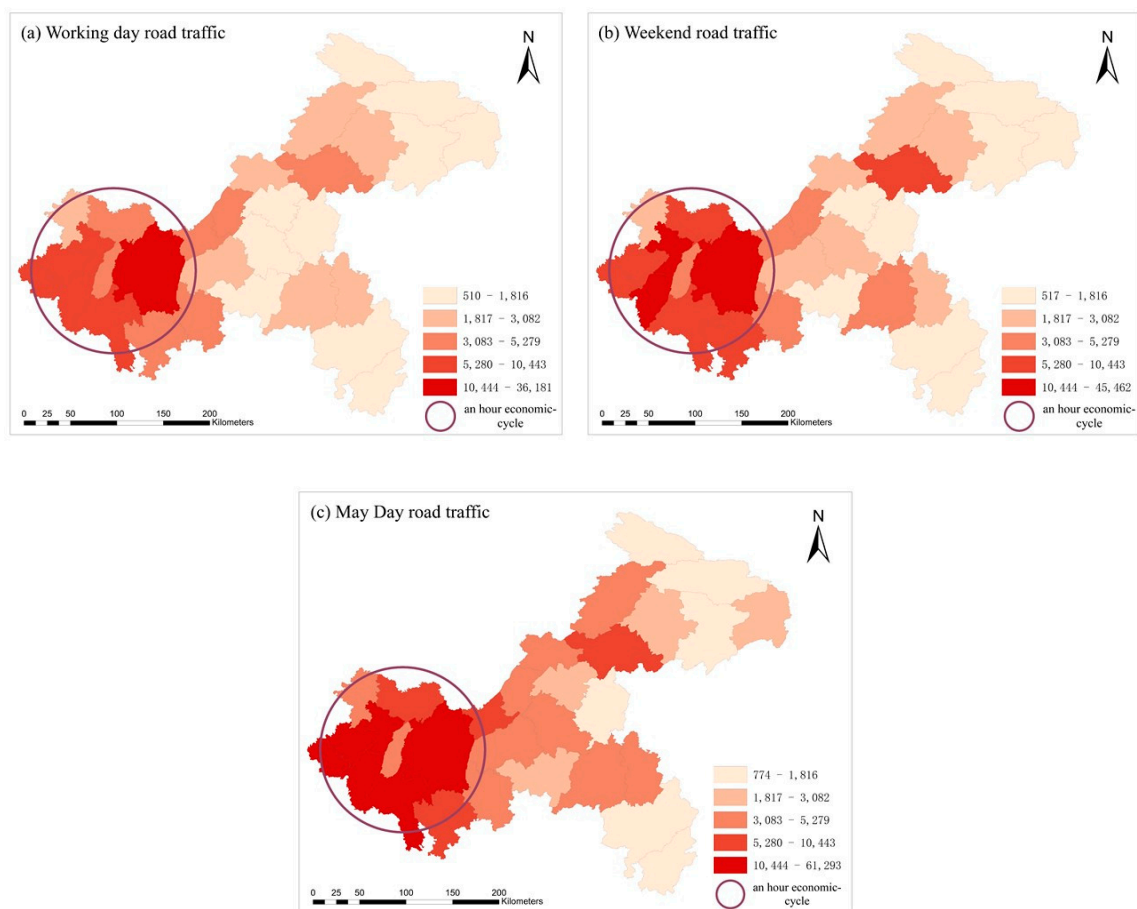 (a) Working day road traffic
N
510 - 1,816
1,817 - 3,082
3,083 - 5,279
5,280 - 10,443
10,444 - 36,181
an hour economic-
cycle
0 25 50 100 150 200
Kilometers
(b) Weekend road traffic
N
517 - 1,816
1,817 - 3,082
3,083 - 5,279
5,280 - 10,443
10,444 - 45,462
an hour economic-
cycle
0 25 50 100 150 200
Kilometers
(c) May Day road traffic
N
774 - 1,816
1,817 - 3,082
3,083 - 5,279
5,280 - 10,443
10,444 - 61,293
an hour economic-
cycle
0 25 50 100 150 200
Kilometers